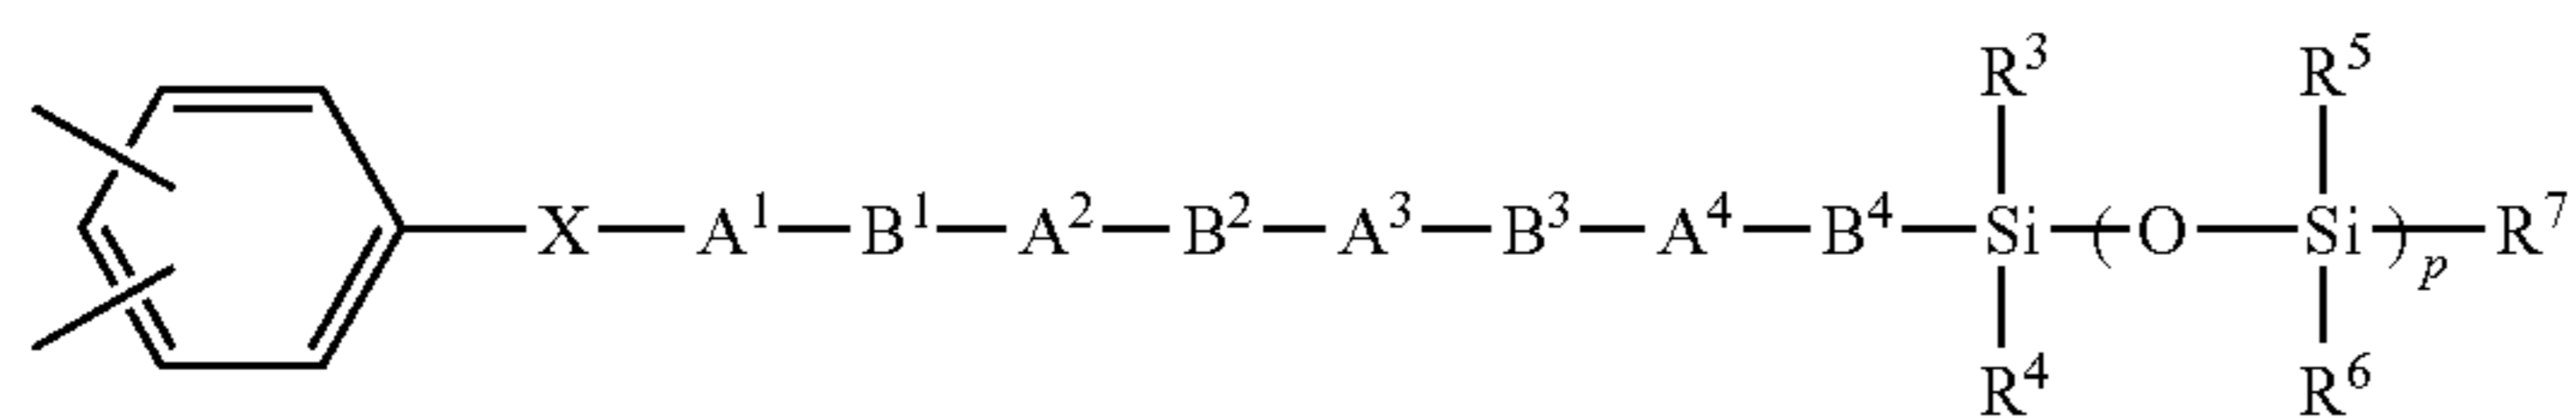 R³ R⁵
X—A¹—B¹—A²—B²—A³—B³—A⁴—B⁴—Si—(O—Si)ₚ—R⁷
R⁴ R⁶